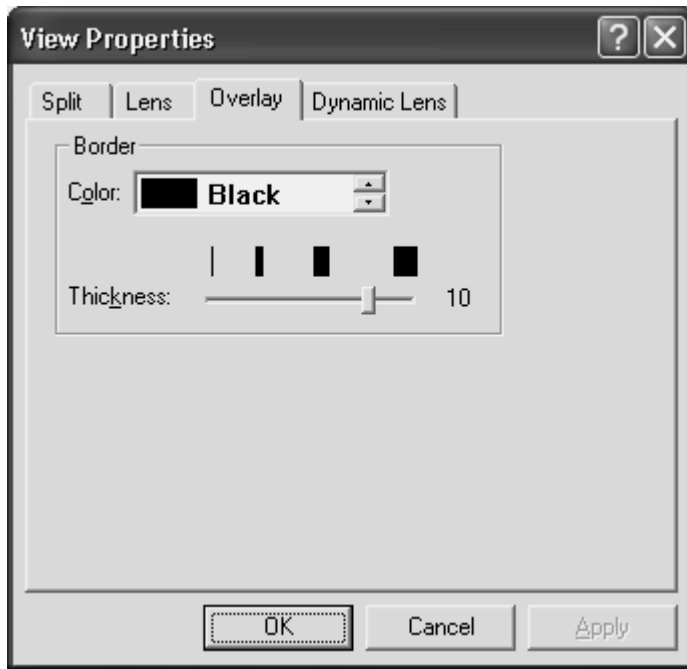 View Properties
Split Lens Overlay Dynamic Lens
Border
Color: Black
Thickness: 10
OK Cancel Apply